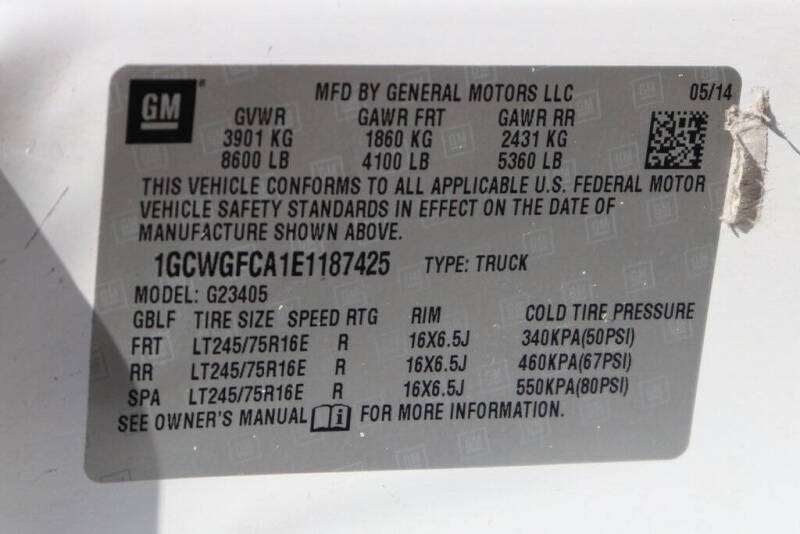 GM MFD BY GENERAL MOTORS LLC 05/14
GVWR GAWR FRT GAWR RR
3901 KG 1860 KG 2431 KG
8600 LB 4100 LB 5360 LB
THIS VEHICLE CONFORMS TO ALL APPLICABLE U.S. FEDERAL MOTOR
VEHICLE SAFETY STANDARDS IN EFFECT ON THE DATE OF
MANUFACTURE SHOWN ABOVE.
1GCWGFCA1E1187425 TYPE: TRUCK
MODEL: G23405
GBLF TIRE SIZE SPEED RTG RIM COLD TIRE PRESSURE
FRT LT245/75R16E R 16X6.5J 340KPA(50PSI)
RR LT245/75R16E R 16X6.5J 460KPA(67PSI)
SPA LT245/75R16E R 16X6.5J 550KPA(80PSI)
SEE OWNER'S MANUAL i FOR MORE INFORMATION.